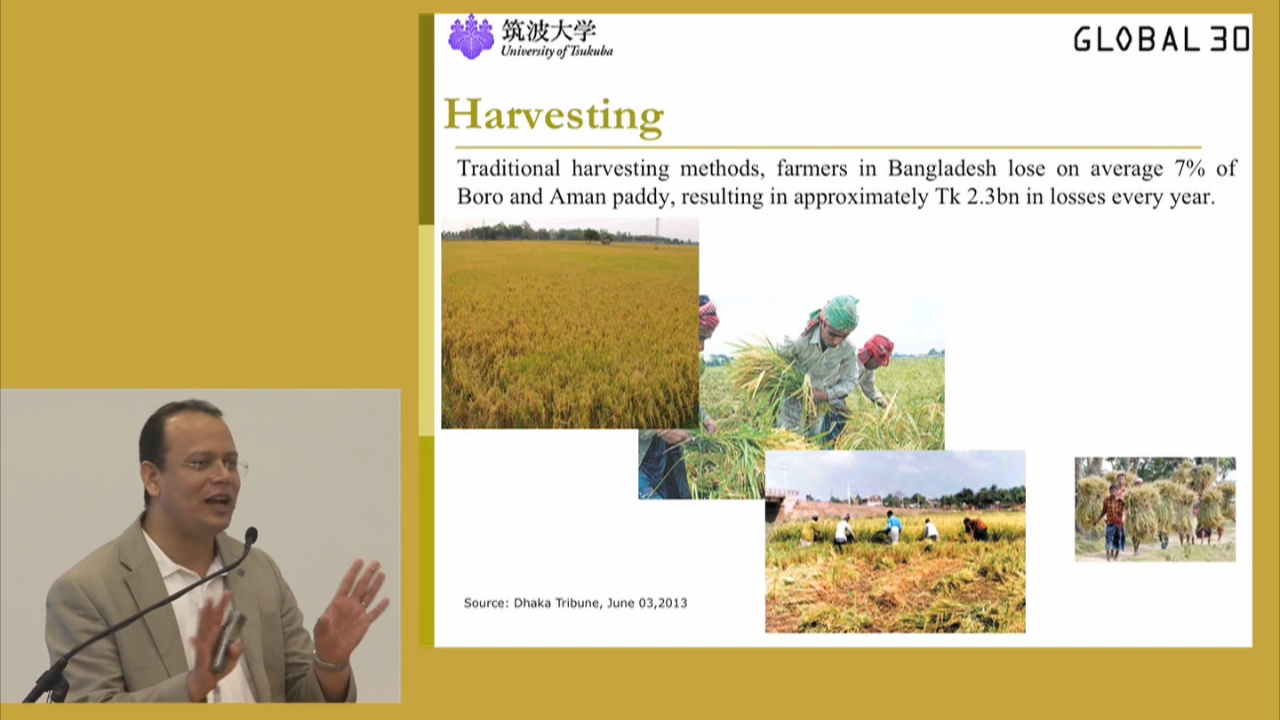 筑波大学
University of Tsukuba
GLOBAL 30
Harvesting
Traditional harvesting methods, farmers in Bangladesh lose on average 7% of
Boro and Aman paddy, resulting in approximately Tk 2.3bn in losses every year.
Source: Dhaka Tribune, June 03,2013